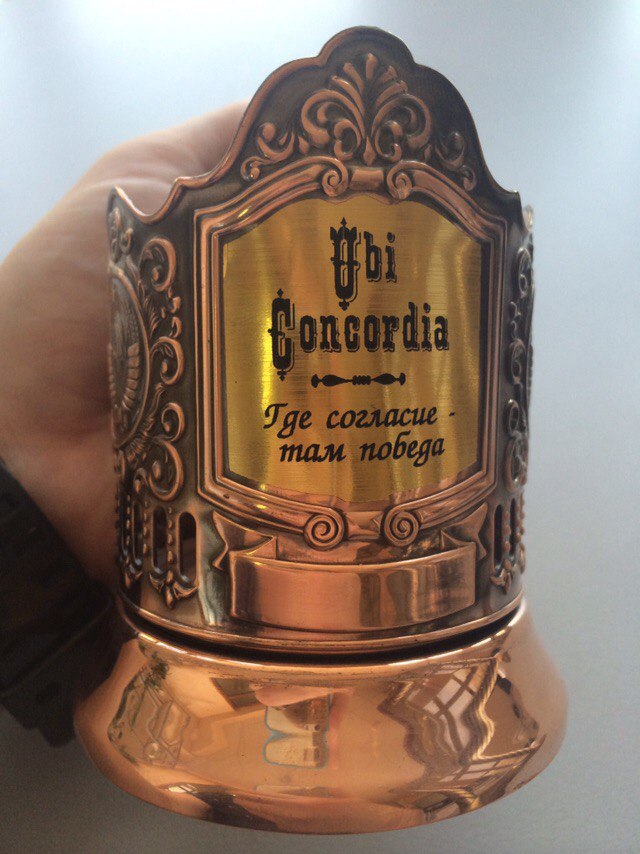 Ubi
Concordia
Где согласие -
там победа